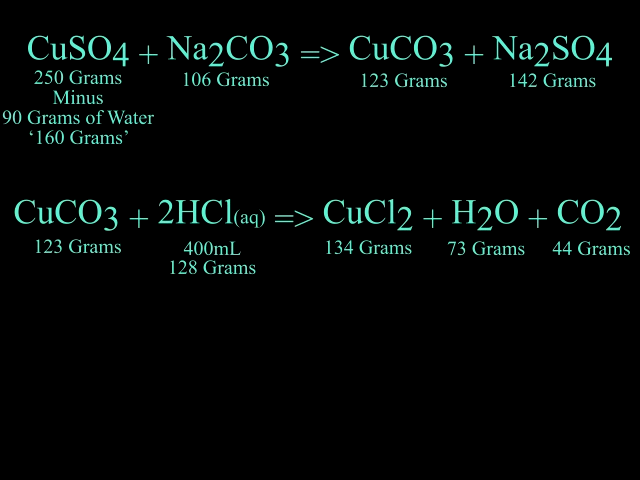 CuSO4 + Na2CO3 => CuCO3 + Na2SO4
250 Grams 106 Grams 123 Grams 142 Grams
Minus
90 Grams of Water
‘160 Grams’
CuCO3 + 2HCl(aq) => CuCl2 + H2O + CO2
123 Grams 400mL 134 Grams 73 Grams 44 Grams
128 Grams